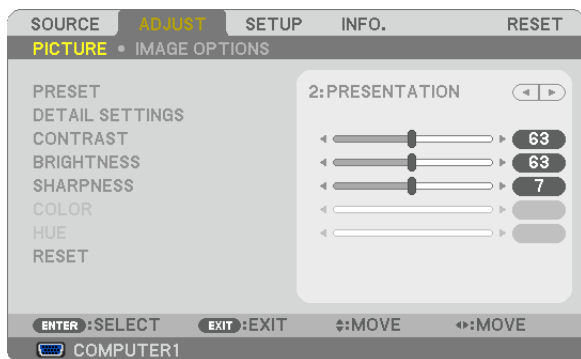 SOURCE ADJUST SETUP INFO. RESET
PICTURE • IMAGE OPTIONS
PRESET 2:PRESENTATION
DETAIL SETTINGS
CONTRAST 63
BRIGHTNESS 63
SHARPNESS 7
COLOR
HUE
RESET
ENTER :SELECT EXIT :EXIT :MOVE :MOVE
COMPUTER1